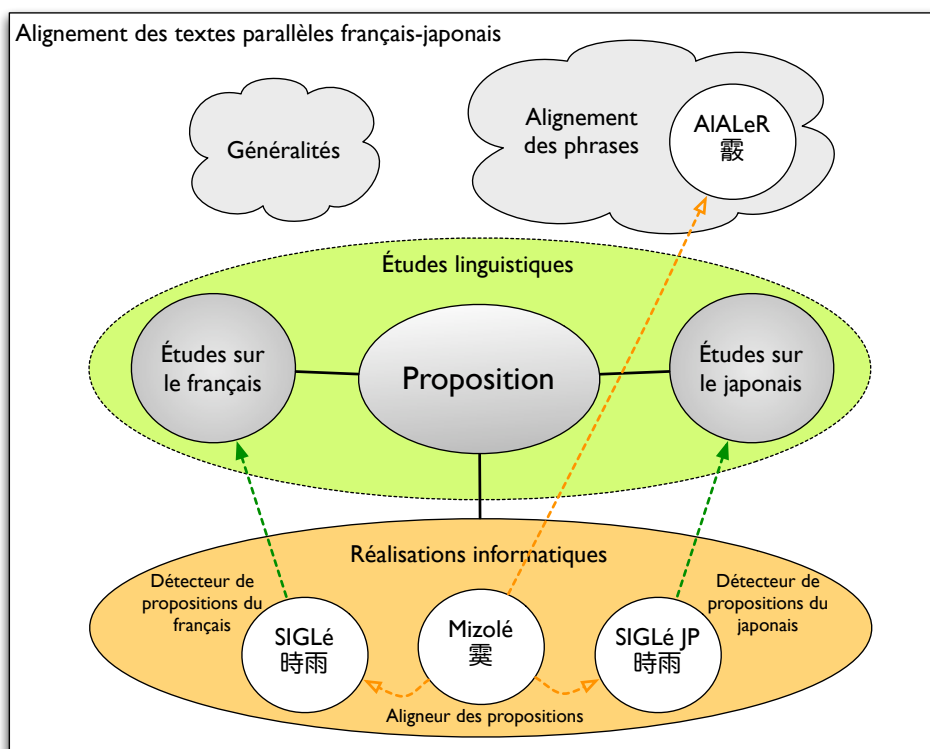 Alignement des textes parallèles français-japonais
Généralités
Alignement
des phrases
AlALeR
霰
Études linguistiques
Études sur
le français
Proposition
Études sur
le japonais
Réalisations informatiques
Détecteur de
propositions du
français
Détecteur de
propositions du
japonais
SIGLé
時雨
Mizolé
霙
SIGLé JP
時雨
Aligneur des propositions